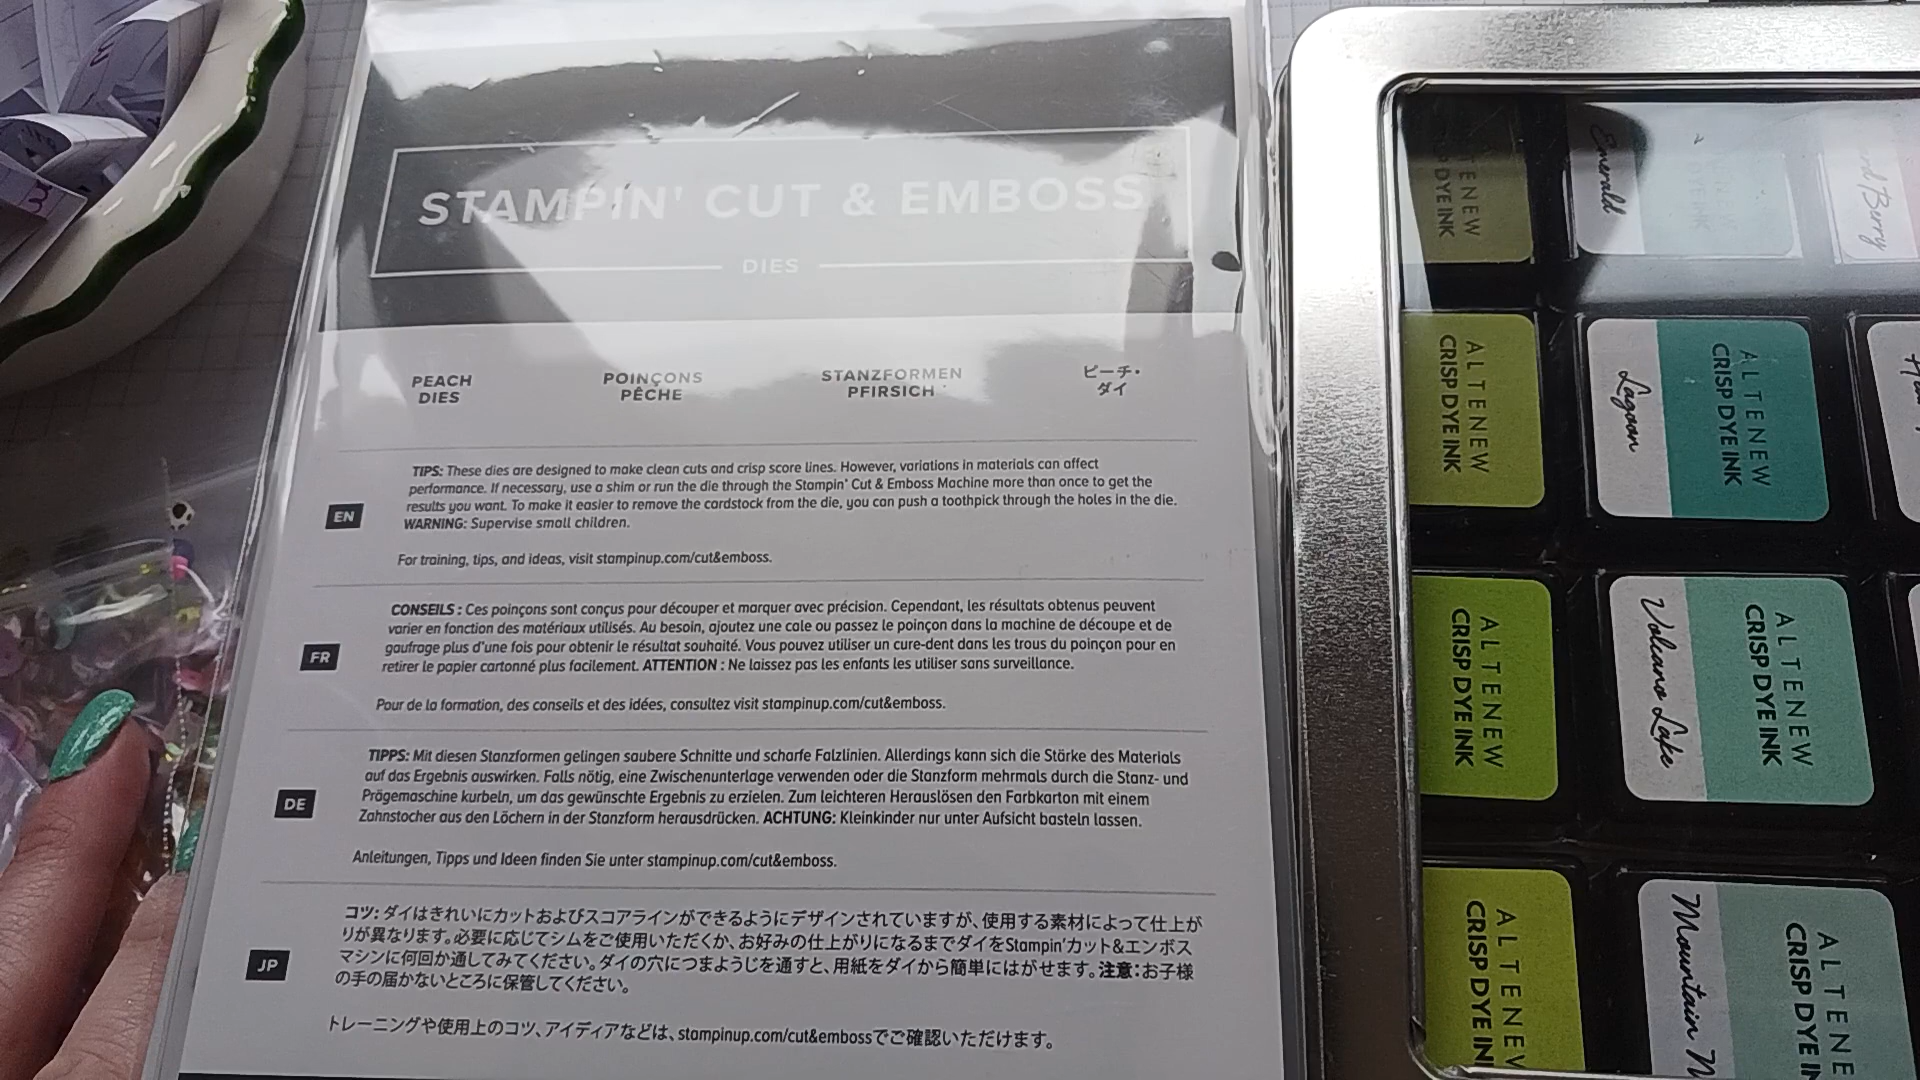 STAMPIN' CUT & EMBOSS
DIES
PEACH
DIES
POINÇONS
PÊCHE
STANZFORMEN
PFIRSICH
ピーチ・
ダイ
EN
TIPS: These dies are designed to make clean cuts and crisp score lines. However, variations in materials can affect
performance. If necessary, use a shim or run the die through the Stampin' Cut & Emboss Machine more than once to get the
results you want. To make it easier to remove the cardstock from the die, you can push a toothpick through the holes in the die.
WARNING: Supervise small children.
For training, tips, and ideas, visit stampinup.com/cut&emboss.
FR
CONSEILS : Ces poinçons sont conçus pour découper et marquer avec précision. Cependant, les résultats obtenus peuvent
varier en fonction des matériaux utilisés. Au besoin, ajoutez une cale ou passez le poinçon dans la machine de découpe et de
gaufrage plus d'une fois pour obtenir le résultat souhaité. Vous pouvez utiliser un cure-dent dans les trous du poinçon pour en
retirer le papier cartonné plus facilement. ATTENTION : Ne laissez pas les enfants les utiliser sans surveillance.
Pour de la formation, des conseils et des idées, consultez visit stampinup.com/cut&emboss.
DE
TIPPS: Mit diesen Stanzformen gelingen saubere Schnitte und scharfe Falzlinien. Allerdings kann sich die Stärke des Materials
auf das Ergebnis auswirken. Falls nötig, eine Zwischenunterlage verwenden oder die Stanzform mehrmals durch die Stanz- und
Prägemaschine kurbeln, um das gewünschte Ergebnis zu erzielen. Zum leichteren Herauslösen den Farbkarton mit einem
Zahnstocher aus den Löchern in der Stanzform herausdrücken. ACHTUNG: Kleinkinder nur unter Aufsicht basteln lassen.
Anleitungen, Tipps und Ideen finden Sie unter stampinup.com/cut&emboss.
JP
コツ: ダイはきれいにカットおよびスコアラインができるようにデザインされていますが、使用する素材によって仕上が
りが異なります。必要に応じてシムをご使用いただくか、お好みの仕上がりになるまでダイをStampin'カット&エンボス
マシンに何回か通してみてください。ダイの穴につまようじを通すと、用紙をダイから簡単にはがせます。注意：お子様
の手の届かないところに保管してください。
トレーニングや使用上のコツ、アイディアなどは、stampinup.com/cut&embossでご確認いただけます。
DYE INK
Emerald
Berry
ALTENEW
CRISP DYE INK
ALTENEW
CRISP DYE INK
Lagoon
ALTENEW
CRISP DYE INK
ALTENEW
CRISP DYE INK
Volcano Lake
ALTENEW
CRISP DYE IN
ALTENE
CRISP DYE IN
Mountain